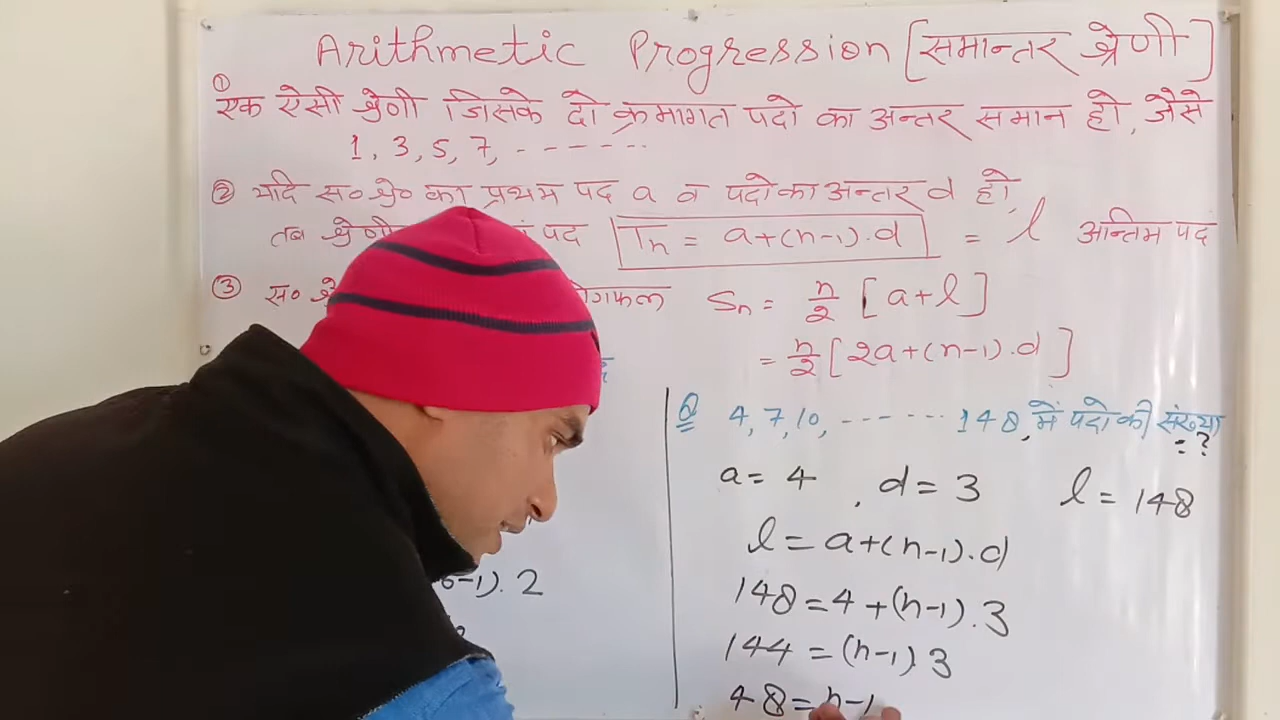 Arithmetic Progression [समान्तर श्रेणी]
① एक ऐसी श्रेणी जिसके दो क्रमागत पदो का अन्तर समान हो, जैसे
1, 3, 5, 7, - - - - - - -
② यदि स०श्रे० का प्रथम पद a व पदो का अन्तर d हो,
तब श्रेणी पद Tn = a+(n-1).d = l अन्तिम पद
③ स० Sn = n/2 [a+l]
= n/2 [2a+(n-1).d]
Q 4, 7, 10, - - - - - - - 148, में पदो की संख्या
= ?
a = 4, d = 3 l = 148
l = a+(n-1).d
148 = 4+(n-1).3
-1).2
144 = (n-1).3
48 = n-1